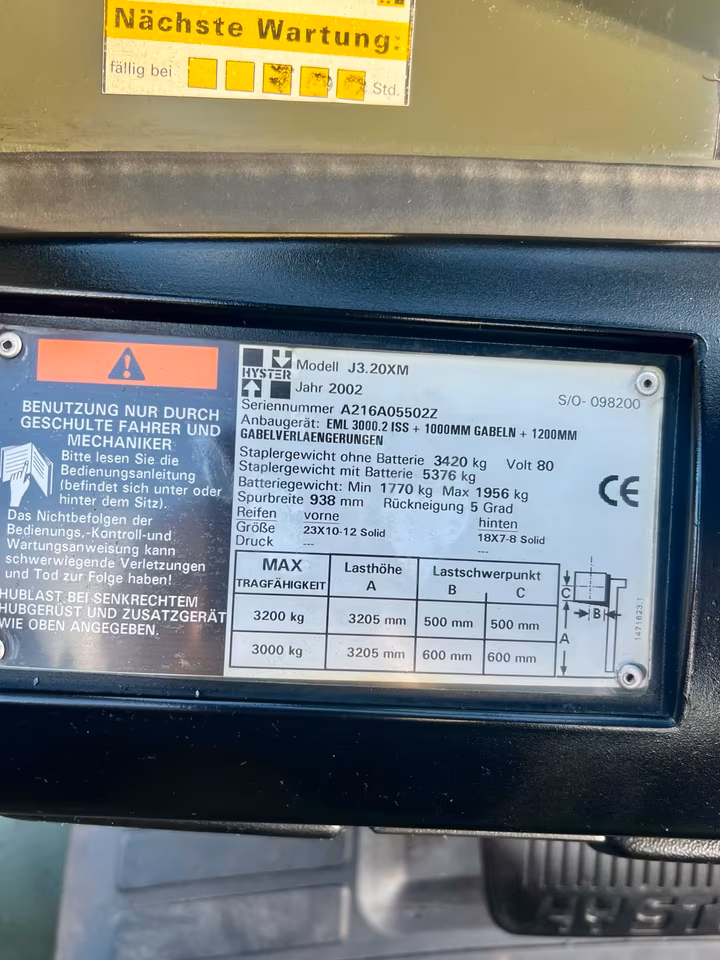 Nächste Wartung:
fällig bei Std.
BENUTZUNG NUR DURCH
GESCHULTE FAHRER UND
MECHANIKER
Bitte lesen Sie die
Bedienungsanleitung
(befindet sich unter oder
hinter dem Sitz).
Das Nichtbefolgen der
Bedienungs,-Kontroll-und
Wartungsanweisung kann
schwerwiegende Verletzungen
und Tod zur Folge haben!
HUBLAST BEI SENKRECHTEM
HUBGERÜST UND ZUSATZGERÄT
WIE OBEN ANGEGEBEN.
HYSTER
Modell J3.20XM
Jahr 2002
S/O- 098200
Seriennummer A216A05502Z
Anbaugerät: EML 3000.2 ISS + 1000MM GABELN + 1200MM
GABELVERLAENGERUNGEN
Staplergewicht ohne Batterie 3420 kg Volt 80
Staplergewicht mit Batterie 5376 kg
Batteriegewicht: Min 1770 kg Max 1956 kg
Spurbreite 938 mm Rückneigung 5 Grad
Reifen vorne hinten
Größe 23X10-12 Solid 18X7-8 Solid
Druck --- ---
CE
MAX TRAGFÄHIGKEIT Lasthöhe A Lastschwerpunkt B C
3200 kg 3205 mm 500 mm 500 mm
3000 kg 3205 mm 600 mm 600 mm
C
B
A
1471623.1
HYST